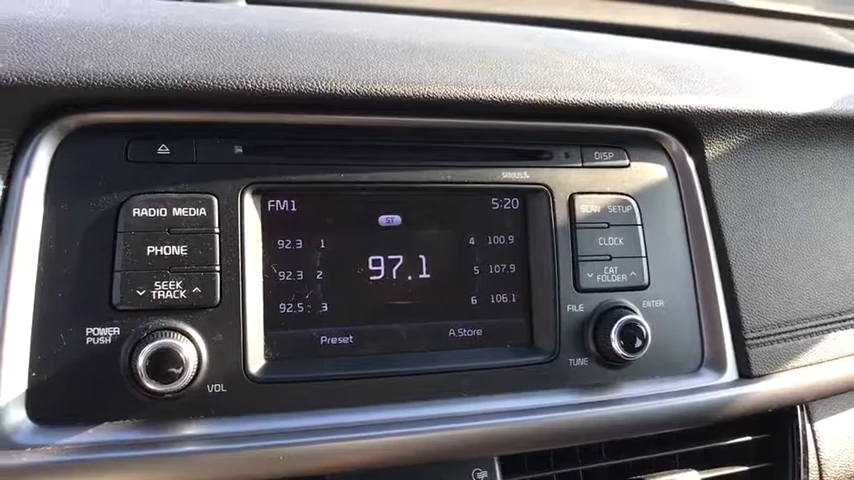 DISP
SIRIUS
RADIO MEDIA
PHONE
SEEK
TRACK
POWER
PUSH
VOL
FM1 ST 5:20
92.3 1 4 100.9
92.3 2 97.1 5 107.9
92.5 3 6 106.1
Preset A.Store
SCAN SETUP
CLOCK
CAT
FOLDER
FILE ENTER
TUNE